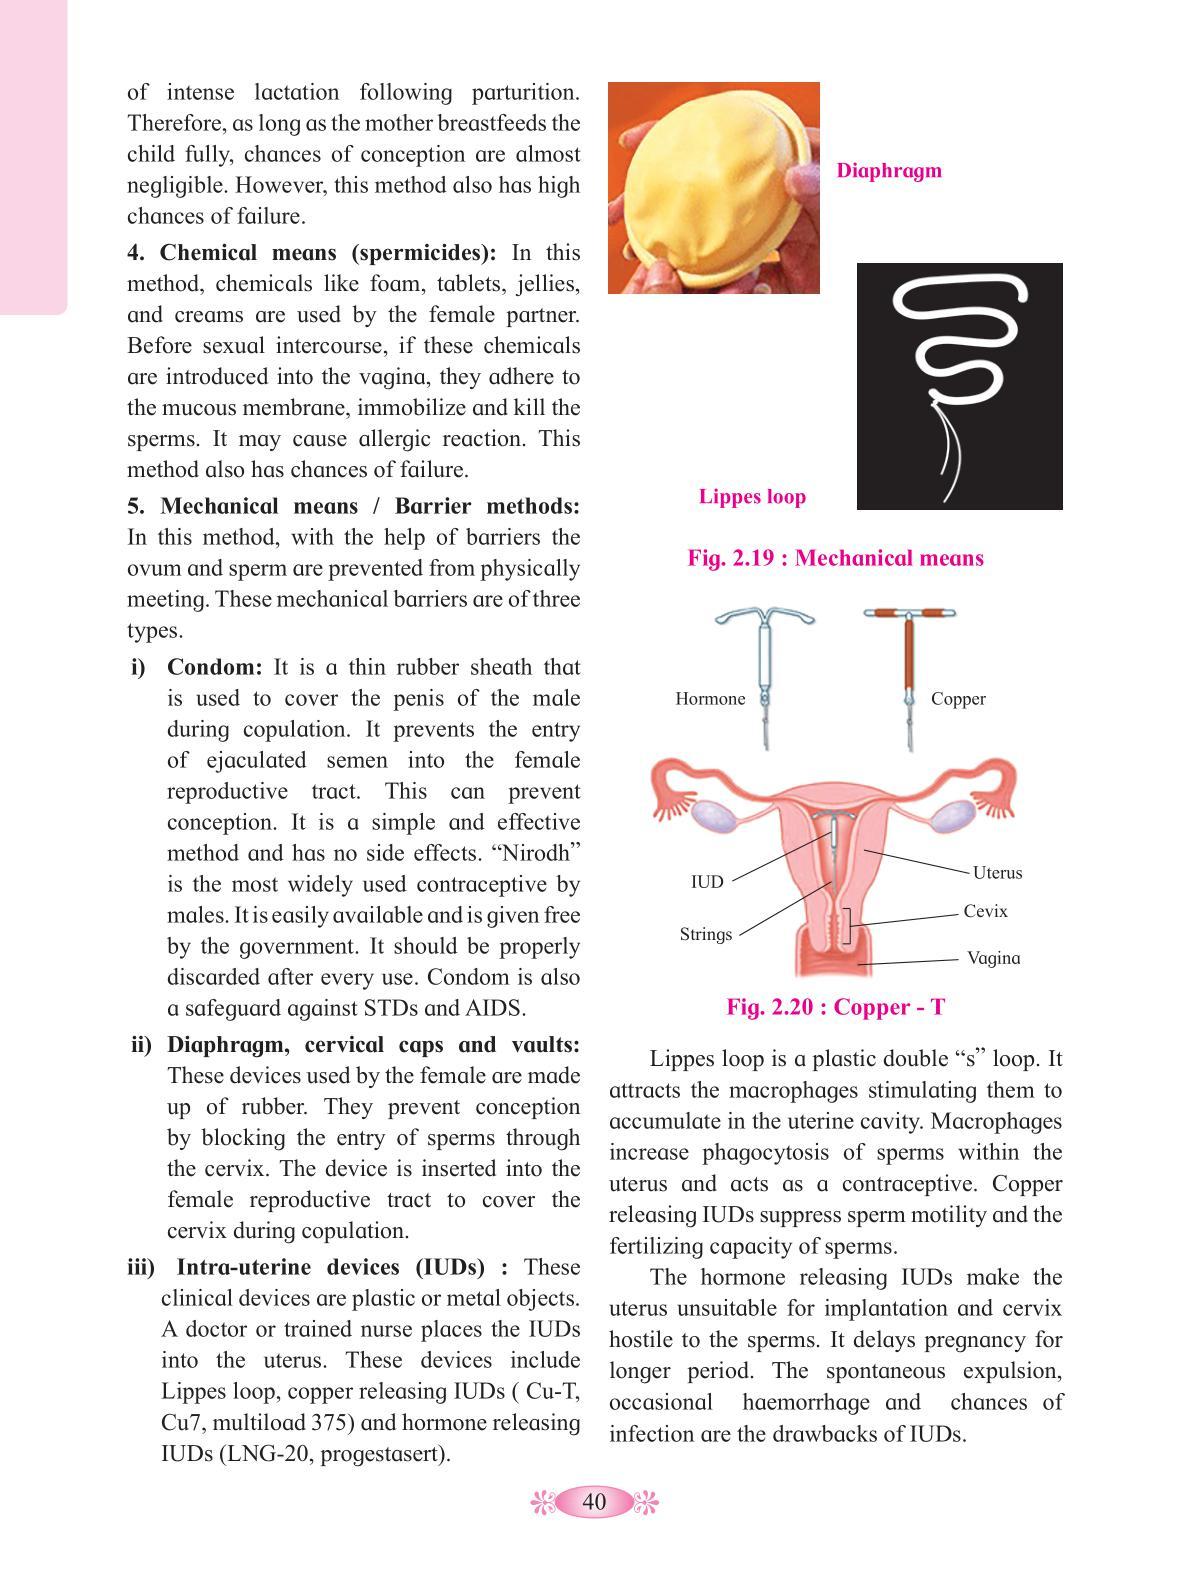 of intense lactation following parturition.
Therefore, as long as the mother breastfeeds the
child fully, chances of conception are almost
negligible. However, this method also has high
chances of failure.
4. Chemical means (spermicides): In this
method, chemicals like foam, tablets, jellies,
and creams are used by the female partner.
Before sexual intercourse, if these chemicals
are introduced into the vagina, they adhere to
the mucous membrane, immobilize and kill the
sperms. It may cause allergic reaction. This
method also has chances of failure.
5. Mechanical means / Barrier methods:
In this method, with the help of barriers the
ovum and sperm are prevented from physically
meeting. These mechanical barriers are of three
types.
i) Condom: It is a thin rubber sheath that
is used to cover the penis of the male
during copulation. It prevents the entry
of ejaculated semen into the female
reproductive tract. This can prevent
conception. It is a simple and effective
method and has no side effects. “Nirodh”
is the most widely used contraceptive by
males. It is easily available and is given free
by the government. It should be properly
discarded after every use. Condom is also
a safeguard against STDs and AIDS.
ii) Diaphragm, cervical caps and vaults:
These devices used by the female are made
up of rubber. They prevent conception
by blocking the entry of sperms through
the cervix. The device is inserted into the
female reproductive tract to cover the
cervix during copulation.
iii) Intra-uterine devices (IUDs) : These
clinical devices are plastic or metal objects.
A doctor or trained nurse places the IUDs
into the uterus. These devices include
Lippes loop, copper releasing IUDs ( Cu-T,
Cu7, multiload 375) and hormone releasing
IUDs (LNG-20, progestasert).
Diaphragm
Lippes loop
Fig. 2.19 : Mechanical means
Hormone
Copper
IUD
Uterus
Cevix
Strings
Vagina
Fig. 2.20 : Copper - T
Lippes loop is a plastic double “s” loop. It
attracts the macrophages stimulating them to
accumulate in the uterine cavity. Macrophages
increase phagocytosis of sperms within the
uterus and acts as a contraceptive. Copper
releasing IUDs suppress sperm motility and the
fertilizing capacity of sperms.
The hormone releasing IUDs make the
uterus unsuitable for implantation and cervix
hostile to the sperms. It delays pregnancy for
longer period. The spontaneous expulsion,
occasional haemorrhage and chances of
infection are the drawbacks of IUDs.
40